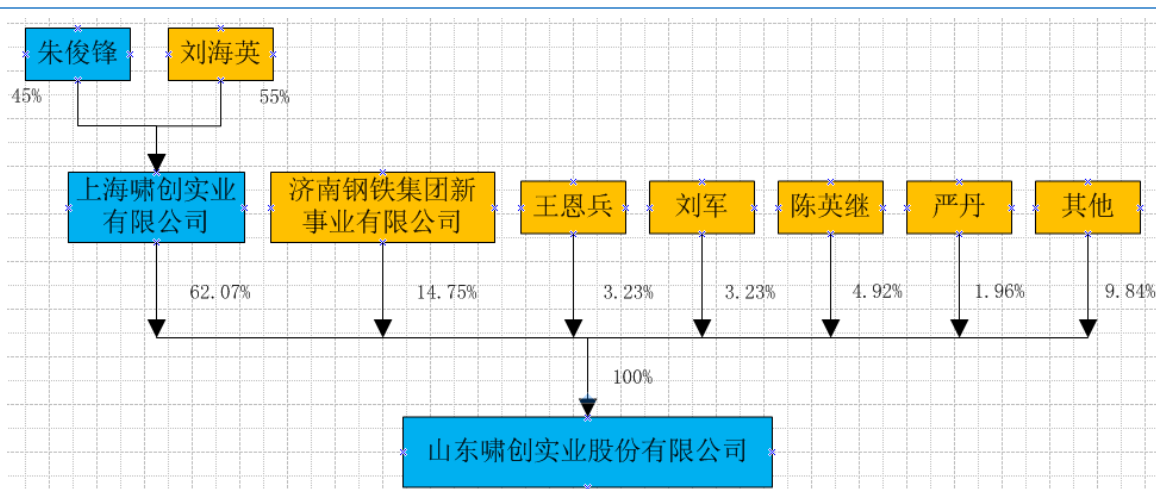 朱俊锋
刘海英
45%
55%
上海啸创实业
有限公司
济南钢铁集团新
事业有限公司
王恩兵
刘军
陈英继
严丹
其他
62.07%
14.75%
3.23%
3.23%
4.92%
1.96%
9.84%
100%
山东啸创实业股份有限公司